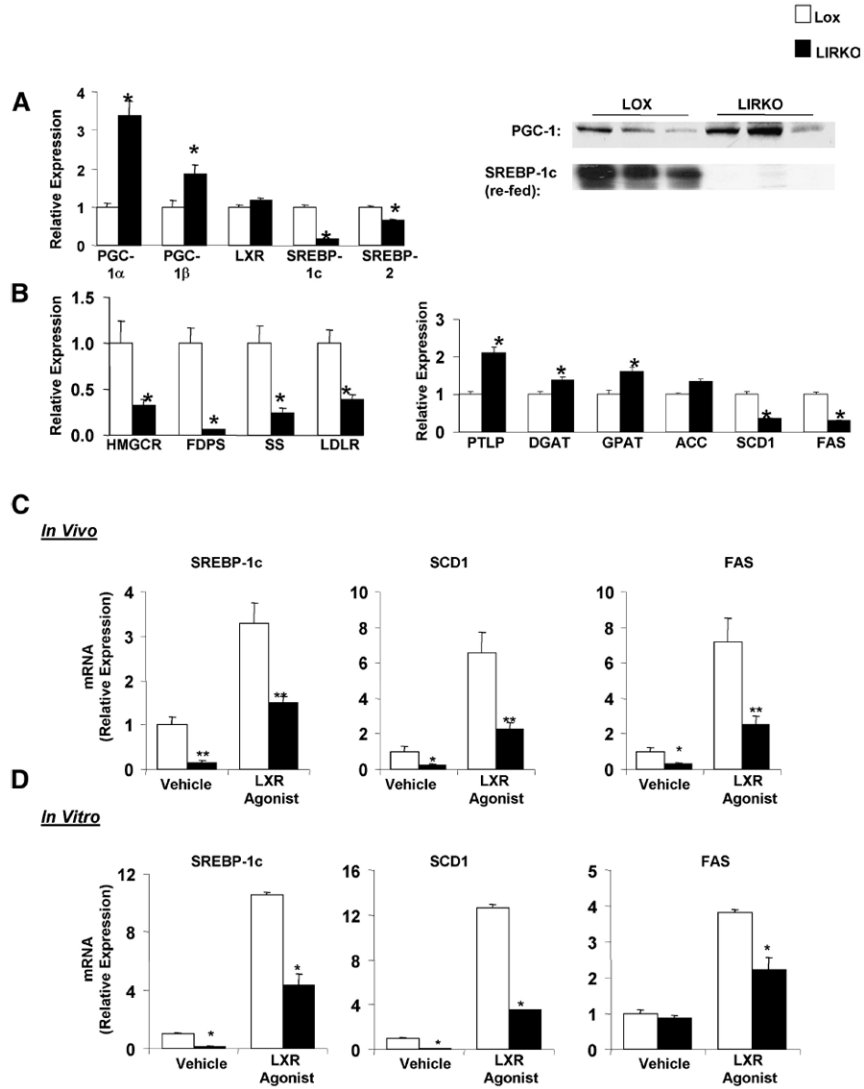 Lox
LIRKO
A
Relative Expression
4
3
2
1
0
*
*
*
*
PGC-1α
PGC-1β
LXR
SREBP-1c
SREBP-2
LOX
LIRKO
PGC-1:
SREBP-1c
(re-fed):
B
Relative Expression
1.5
1.0
0.5
0.0
*
*
*
*
HMGCR
FDPS
SS
LDLR
Relative Expression
3
2
1
0
*
*
*
*
*
PTLP
DGAT
GPAT
ACC
SCD1
FAS
C
In Vivo
mRNA
(Relative Expression)
SREBP-1c
4
3
2
1
0
**
**
Vehicle
LXR
Agonist
SCD1
10
8
6
4
2
0
*
**
Vehicle
LXR
Agonist
FAS
10
8
6
4
2
0
*
**
Vehicle
LXR
Agonist
D
In Vitro
mRNA
(Relative Expression)
SREBP-1c
12
8
4
0
*
*
Vehicle
LXR
Agonist
SCD1
16
12
8
4
0
*
*
Vehicle
LXR
Agonist
FAS
5
4
3
2
1
0
*
Vehicle
LXR
Agonist